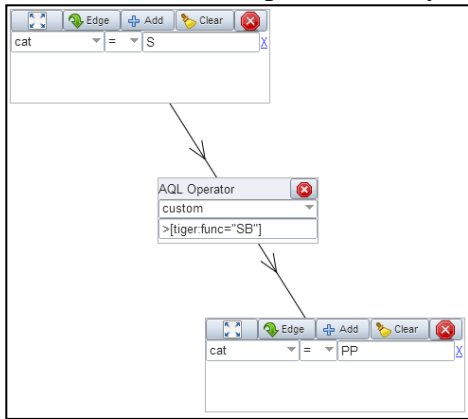 Edge Add Clear
cat = S X
AQL Operator
custom
>[tiger:func="SB"]
Edge Add Clear
cat = PP X